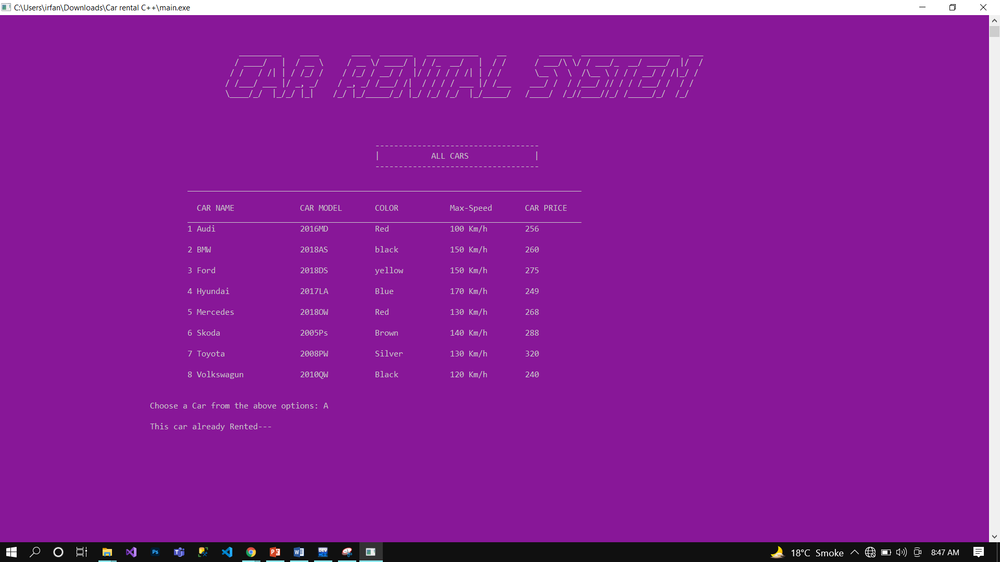 C:\Users\irfan\Downloads\Car rental C++\main.exe
CAR RENTAL SYSTEM
----------------------------------
| ALL CARS |
----------------------------------
CAR NAME CAR MODEL COLOR Max-Speed CAR PRICE
1 Audi 2016MD Red 100 Km/h 256
2 BMW 2018AS black 150 Km/h 260
3 Ford 2018DS yellow 150 Km/h 275
4 Hyundai 2017LA Blue 170 Km/h 249
5 Mercedes 2018OW Red 130 Km/h 268
6 Skoda 2005Ps Brown 140 Km/h 288
7 Toyota 2008PW Silver 130 Km/h 320
8 Volkswagun 2010QW Black 120 Km/h 240
Choose a Car from the above options: A
This car already Rented---
18°C Smoke 8:47 AM